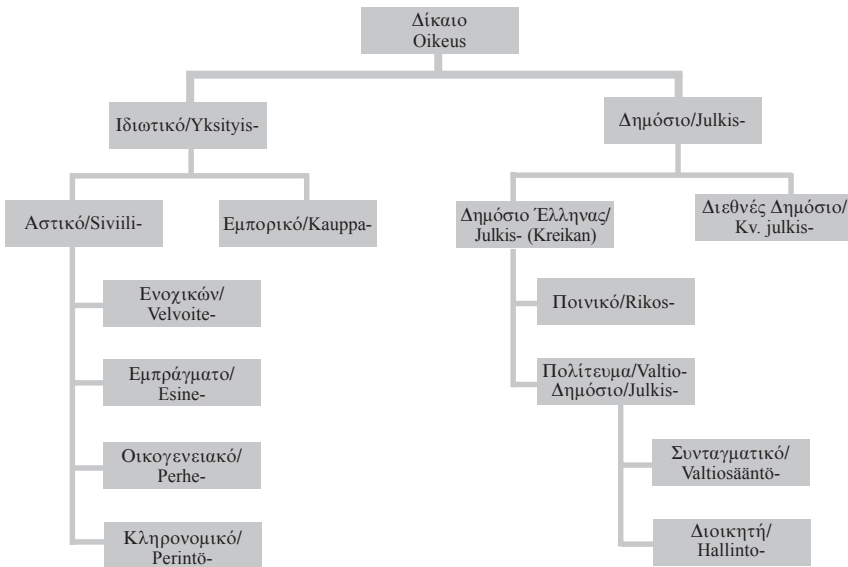 Δίκαιο
Oikeus
Ιδιωτικό/Yksityis-
Δημόσιο/Julkis-
Αστικό/Siviili-
Εμπορικό/Kauppa-
Δημόσιο Έλληνας/
Julkis- (Kreikan)
Διεθνές Δημόσιο/
Kv. julkis-
Ενοχικών/
Velvoite-
Εμπράγματο/
Esine-
Οικογενειακό/
Perhe-
Κληρονομικό/
Perintö-
Ποινικό/Rikos-
Πολίτευμα/Valtio-
Δημόσιο/Julkis-
Συνταγματικό/
Valtiosääntö-
Διοικητή/
Hallinto-